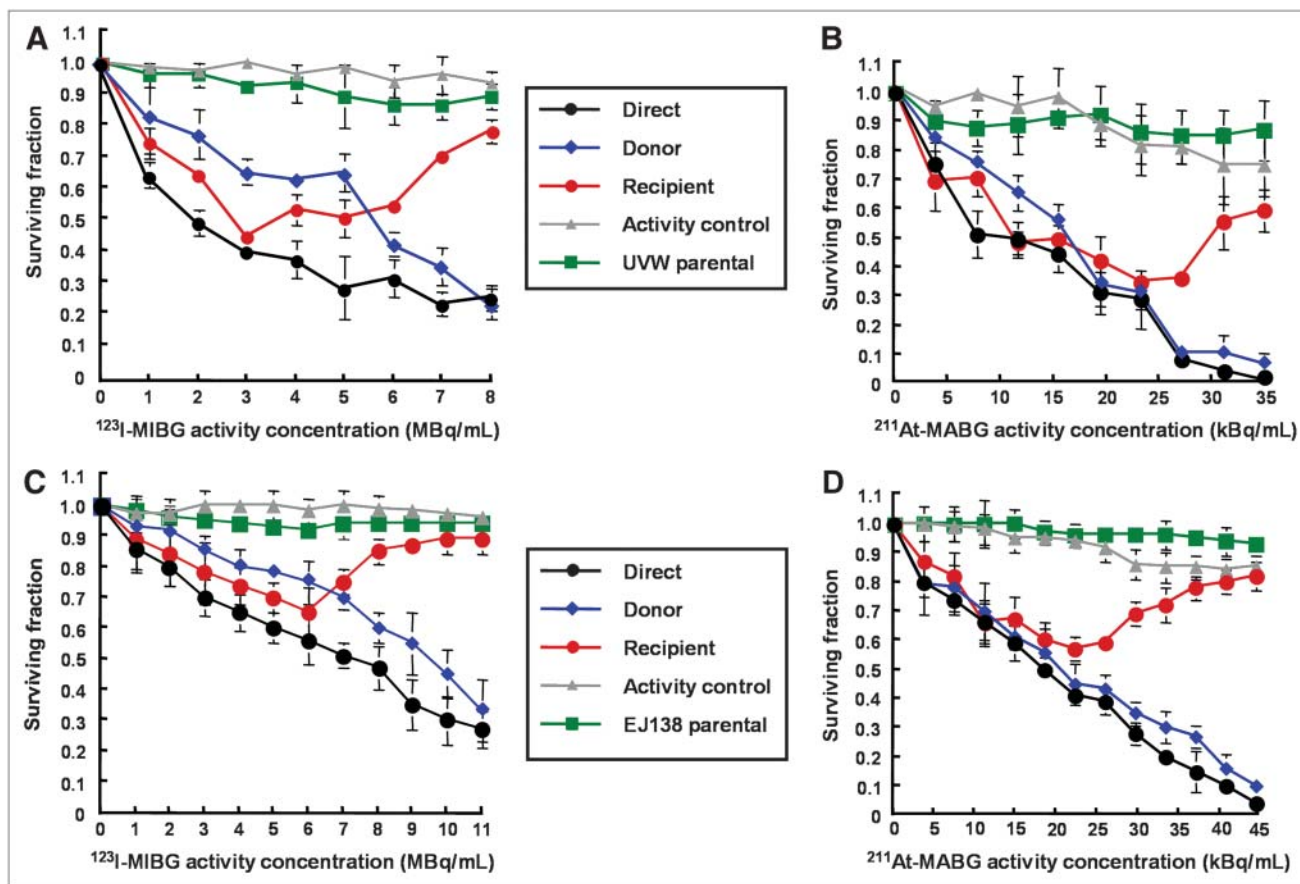 A
Surviving fraction
1.1
1.0
0.9
0.8
0.7
0.6
0.5
0.4
0.3
0.2
0.1
0
0 1 2 3 4 5 6 7 8
¹²³I-MIBG activity concentration (MBq/mL)
Direct
Donor
Recipient
Activity control
UVW parental
B
Surviving fraction
1.1
1.0
0.9
0.8
0.7
0.6
0.5
0.4
0.3
0.2
0.1
0
0 5 10 15 20 25 30 35
²¹¹At-MABG activity concentration (kBq/mL)
C
Surviving fraction
1.1
1.0
0.9
0.8
0.7
0.6
0.5
0.4
0.3
0.2
0.1
0
0 1 2 3 4 5 6 7 8 9 10 11
¹²³I-MIBG activity concentration (MBq/mL)
Direct
Donor
Recipient
Activity control
EJ138 parental
D
Surviving fraction
1.1
1.0
0.9
0.8
0.7
0.6
0.5
0.4
0.3
0.2
0.1
0
0 5 10 15 20 25 30 35 40 45
²¹¹At-MABG activity concentration (kBq/mL)